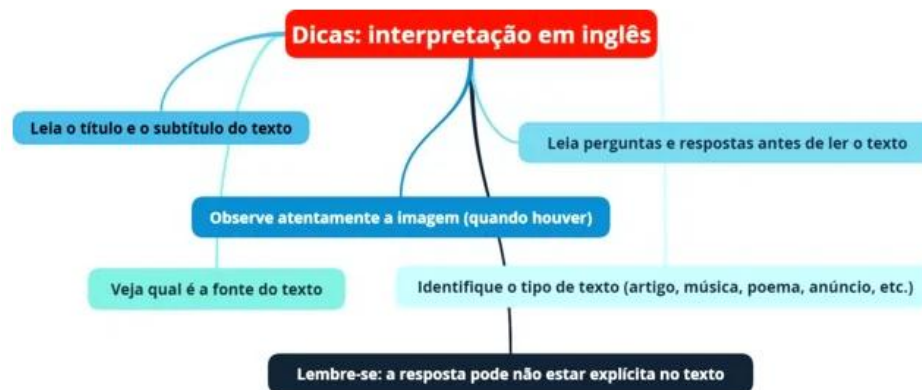 Dicas: interpretação em inglês
Leia o título e o subtítulo do texto
Leia perguntas e respostas antes de ler o texto
Observe atentamente a imagem (quando houver)
Veja qual é a fonte do texto
Identifique o tipo de texto (artigo, música, poema, anúncio, etc.)
Lembre-se: a resposta pode não estar explícita no texto